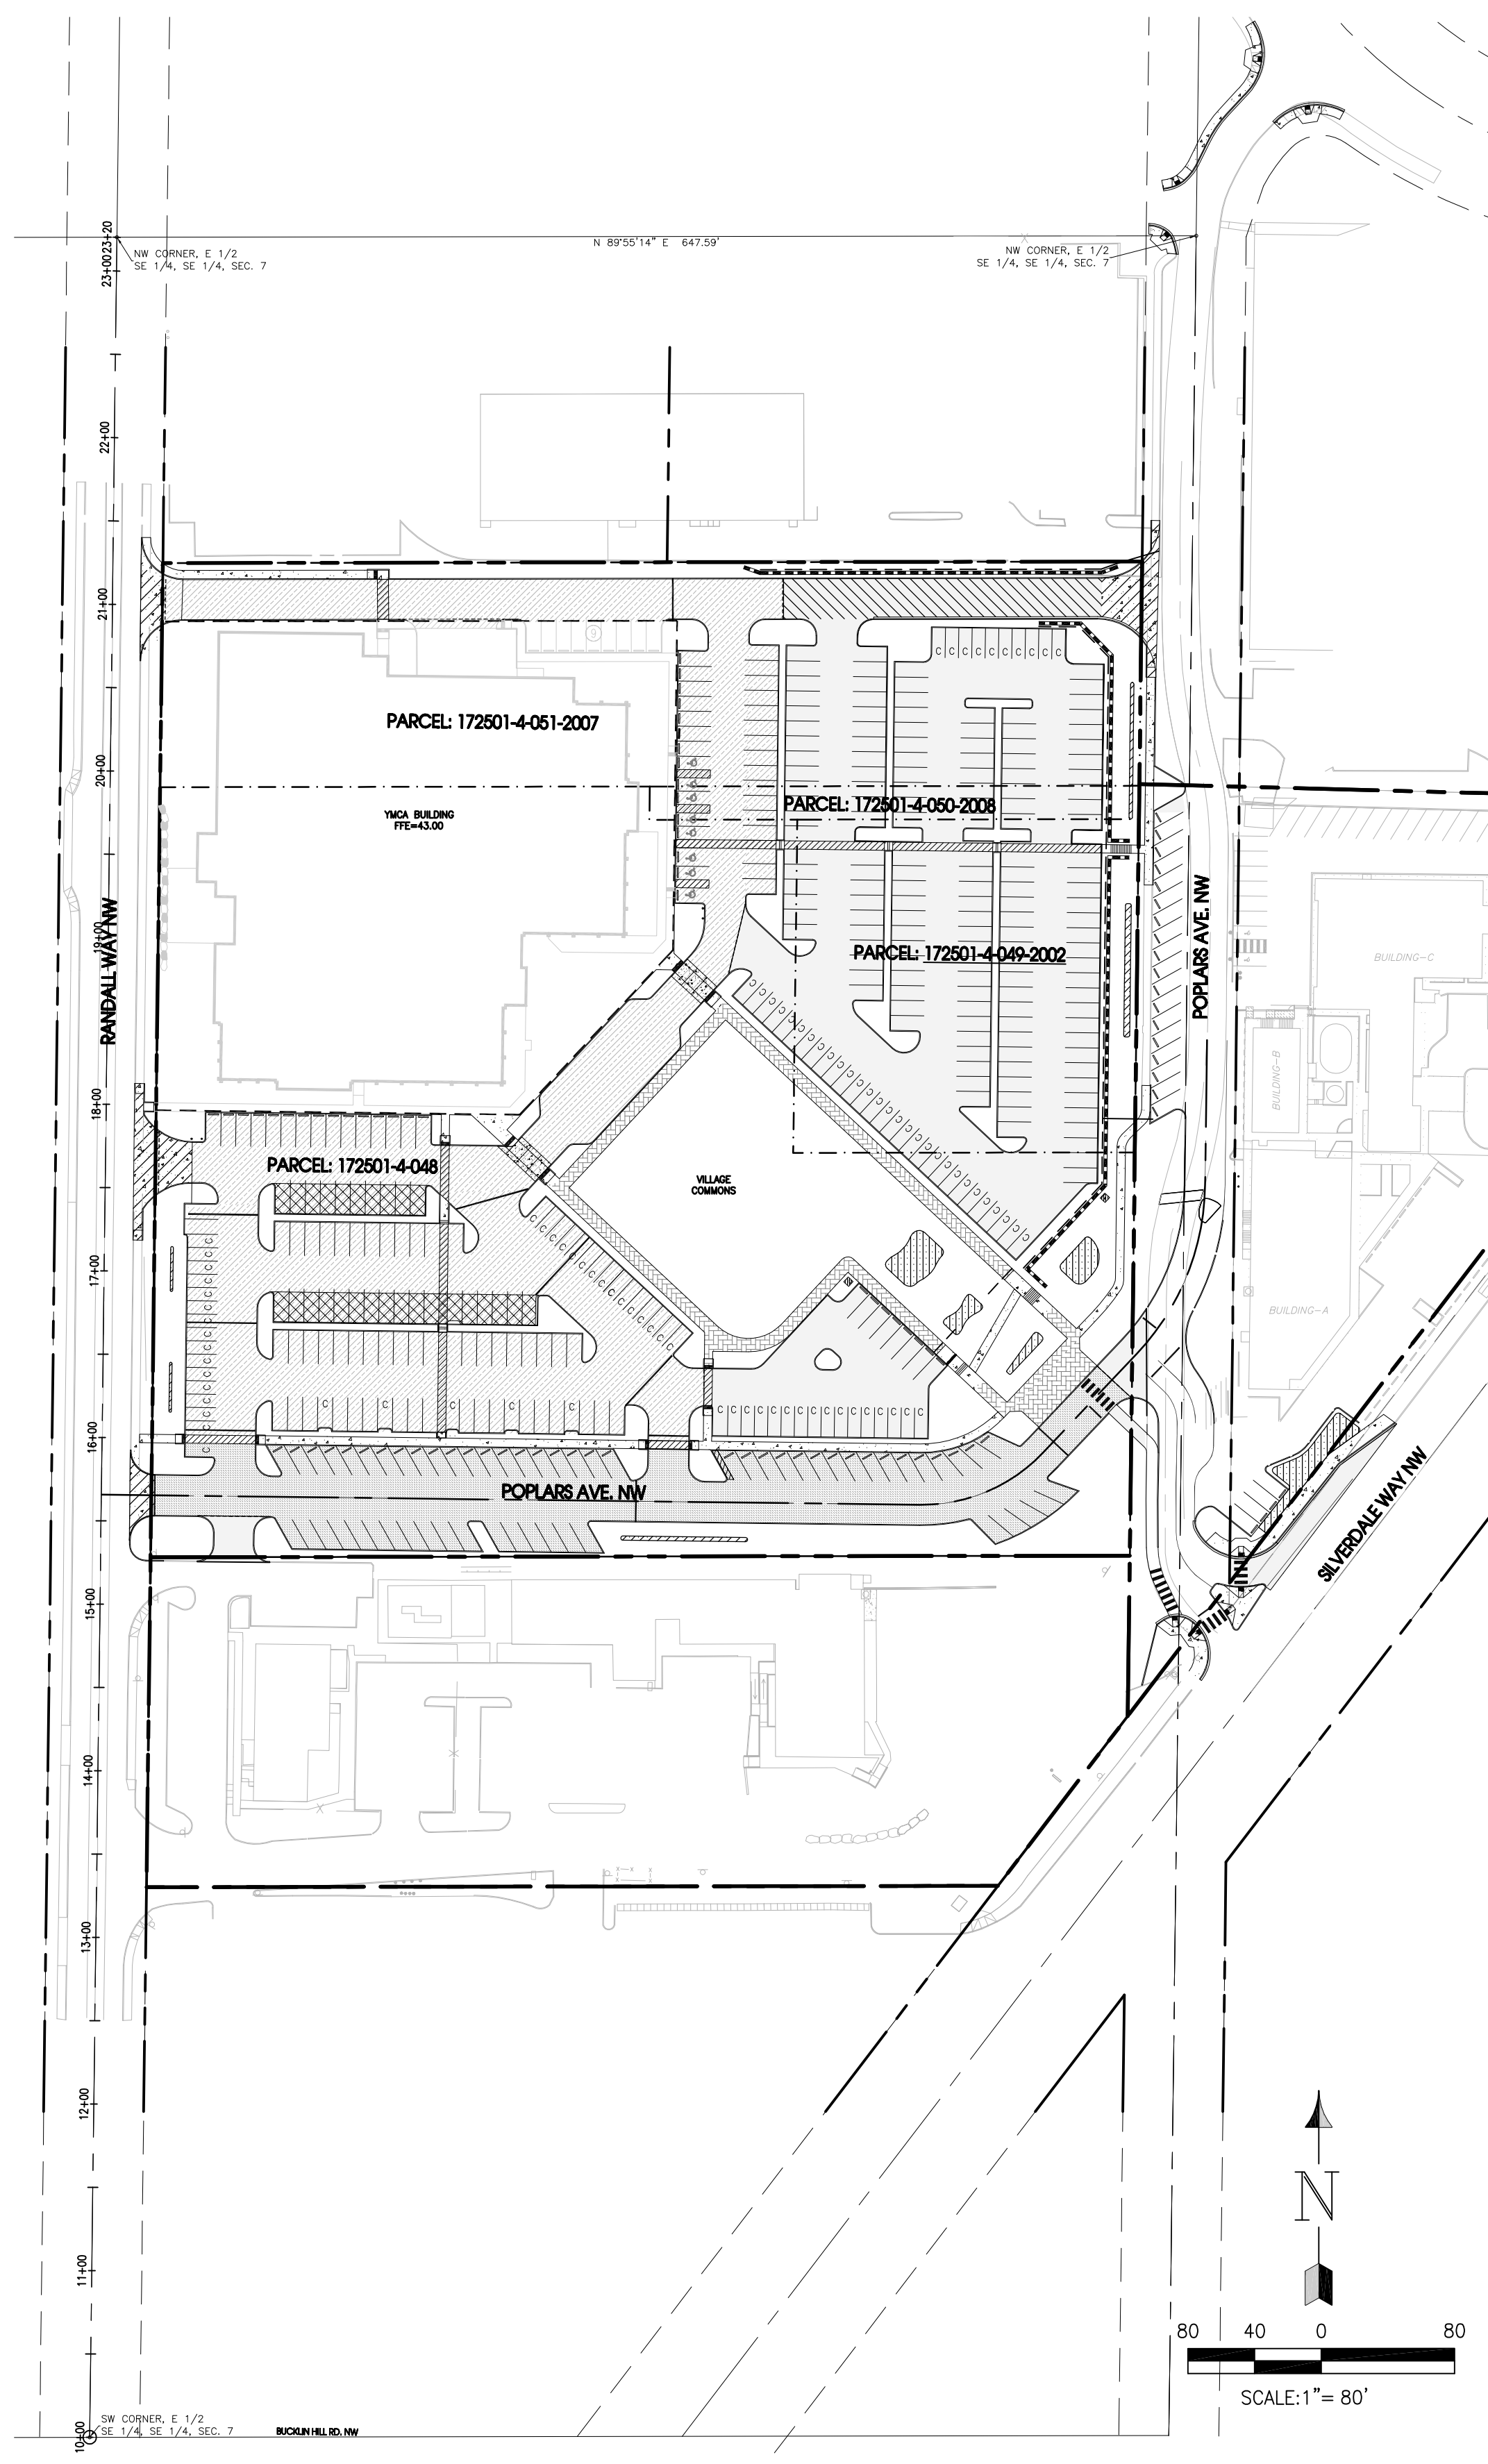 23+20
23+00
NW CORNER, E 1/2
SE 1/4, SE 1/4, SEC. 7
N 89°55'14" E 647.59'
NW CORNER, E 1/2
SE 1/4, SE 1/4, SEC. 7
22+00
21+00
9
C C C C C C C C C C
PARCEL: 172501-4-051-2007
20+00
PARCEL: 172501-4-050-2008
YMCA BUILDING
FFE=43.00
POPLARS AVE. NW
19+00
RANDALL WAY NW
PARCEL: 172501-4-049-2002
BUILDING-C
BUILDING-B
18+00
PARCEL: 172501-4-048
VILLAGE
COMMONS
17+00
BUILDING-A
C C C C C
C C C C C C C C C C C C C C C C
16+00
POPLARS AVE. NW
SILVERDALE WAY NW
15+00
14+00
13+00
12+00
N
11+00
80 40 0 80
SCALE:1"= 80'
10+00
SW CORNER, E 1/2
SE 1/4, SE 1/4, SEC. 7
BUCKLIN HILL RD. NW